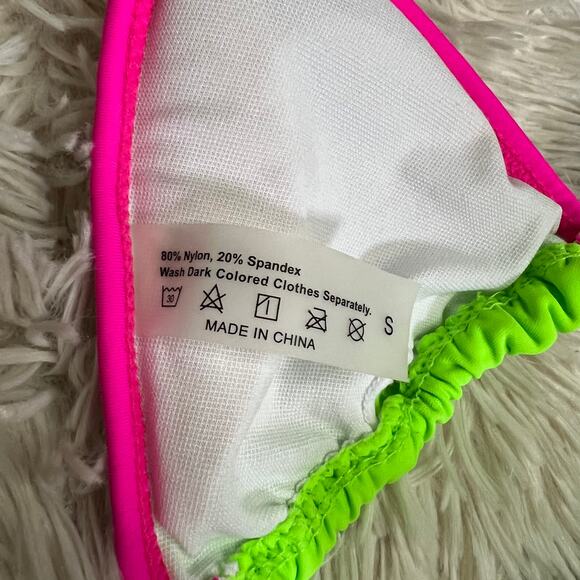 80% Nylon, 20% Spandex
Wash Dark Colored Clothes Separately.
30 S
MADE IN CHINA